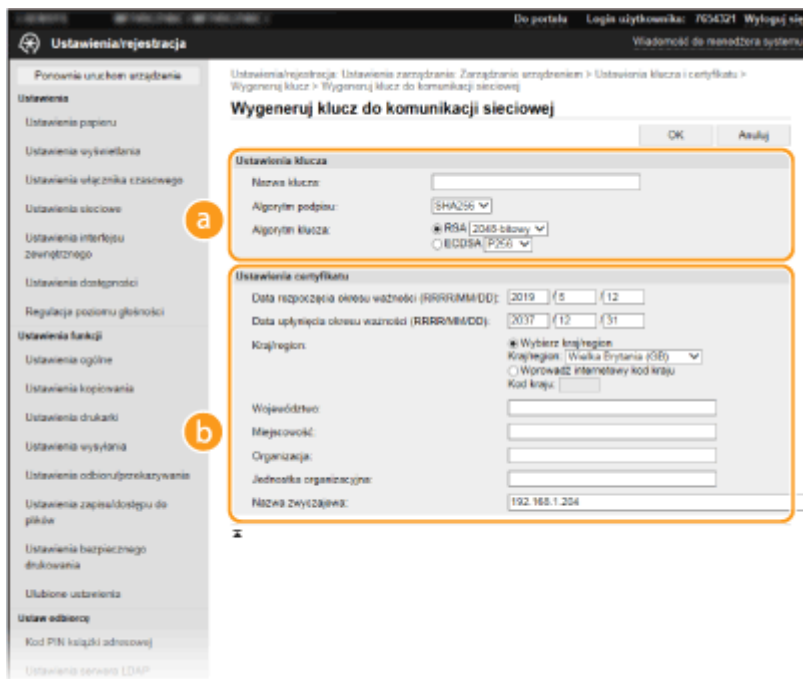 Do portalu Login użytkownika: 7654321 Wyloguj się
Ustawienia/rejestracja
Wiadomość do menedżera systemu
Ponownie uruchom urządzenie
Ustawienia/rejestracja: Ustawienia zarządzania: Zarządzanie urządzeniem > Ustawienia klucza i certyfikatu >
Wygeneruj klucz > Wygeneruj klucz do komunikacji sieciowej
Wygeneruj klucz do komunikacji sieciowej
OK Anuluj
Ustawienia
Ustawienia papieru
Ustawienia wyświetlania
Ustawienia włącznika czasowego
Ustawienia sieciowe
Ustawienia interfejsu
zewnętrznego
Ustawienia dostępności
Regulacja poziomu głośności
Ustawienia funkcji
Ustawienia ogólne
Ustawienia kopiowania
Ustawienia drukarki
Ustawienia wysyłania
Ustawienia odbioru/przekazywania
Ustawienia zapisu/dostępu do
plików
Ustawienia bezpiecznego
drukowania
Ulubione ustawienia
Ustaw odbiorcę
Kod PIN książki adresowej
Ustawienia serwera LDAP
a
Ustawienia klucza
Nazwa klucza:
Algorytm podpisu: SHA256
Algorytm klucza: RSA 2048-bitowy
ECDSA P256
b
Ustawienia certyfikatu
Data rozpoczęcia okresu ważności (RRRR/MM/DD): 2019 / 5 / 12
Data upłynięcia okresu ważności (RRRR/MM/DD): 2037 / 12 / 31
Kraj/region: Wybierz kraj/region
Kraj/region: Wielka Brytania (GB)
Wprowadź internetowy kod kraju
Kod kraju:
Województwo:
Miejscowość:
Organizacja:
Jednostka organizacyjna:
Nazwa zwyczajowa: 192.168.1.204